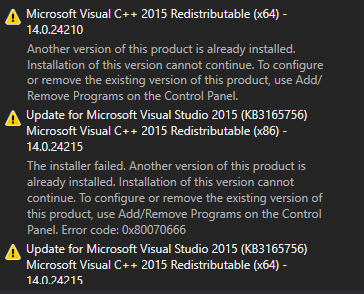 Microsoft Visual C++ 2015 Redistributable (x64) -
14.0.24210
Another version of this product is already installed.
Installation of this version cannot continue. To configure
or remove the existing version of this product, use Add/
Remove Programs on the Control Panel.
Update for Microsoft Visual Studio 2015 (KB3165756)
Microsoft Visual C++ 2015 Redistributable (x86) -
14.0.24215
The installer failed. Another version of this product is
already installed. Installation of this version cannot
continue. To configure or remove the existing version of
this product, use Add/Remove Programs on the Control
Panel. Error code: 0x80070666
Update for Microsoft Visual Studio 2015 (KB3165756)
Microsoft Visual C++ 2015 Redistributable (x64) -
14.0.24215